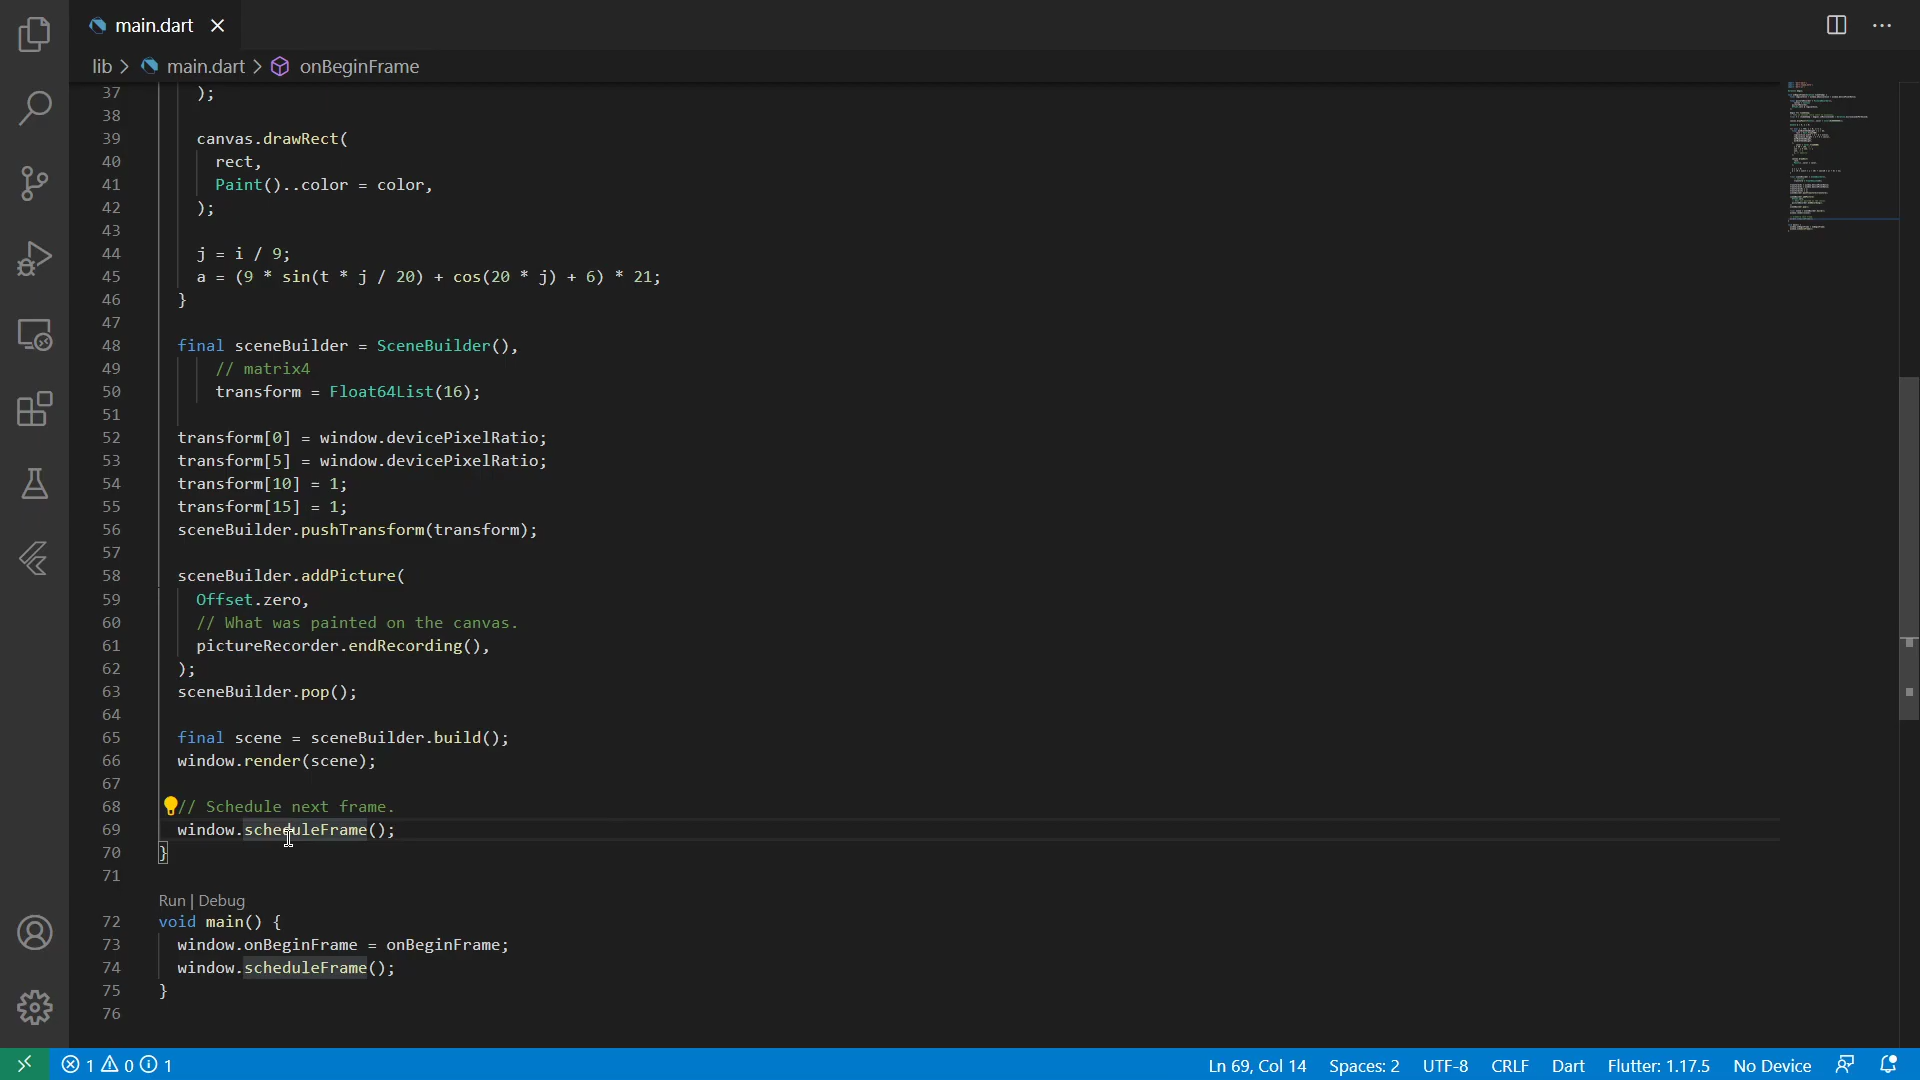 main.dart
lib > main.dart > onBeginFrame
37 );
38
39 canvas.drawRect(
40 rect,
41 Paint()..color = color,
42 );
43
44 j = i / 9;
45 a = (9 * sin(t * j / 20) + cos(20 * j) + 6) * 21;
46 }
47
48 final sceneBuilder = SceneBuilder(),
49 // matrix4
50 transform = Float64List(16);
51
52 transform[0] = window.devicePixelRatio;
53 transform[5] = window.devicePixelRatio;
54 transform[10] = 1;
55 transform[15] = 1;
56 sceneBuilder.pushTransform(transform);
57
58 sceneBuilder.addPicture(
59 Offset.zero,
60 // What was painted on the canvas.
61 pictureRecorder.endRecording(),
62 );
63 sceneBuilder.pop();
64
65 final scene = sceneBuilder.build();
66 window.render(scene);
67
68 // Schedule next frame.
69 window.scheduleFrame();
70 }
71
Run | Debug
72 void main() {
73 window.onBeginFrame = onBeginFrame;
74 window.scheduleFrame();
75 }
76
1 0 1 Ln 69, Col 14 Spaces: 2 UTF-8 CRLF Dart Flutter: 1.17.5 No Device